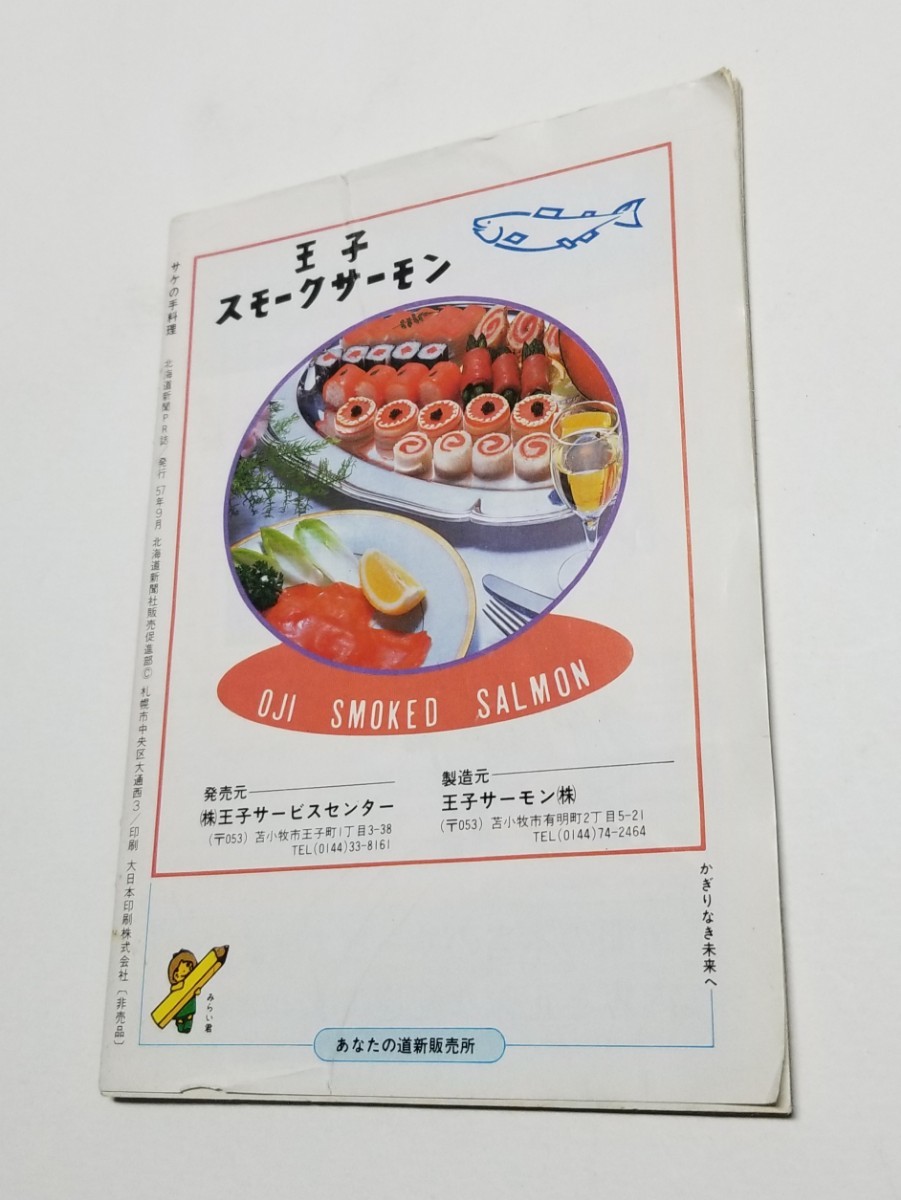 王子
スモークサーモン
OJI SMOKED SALMON
発売元
㈱王子サービスセンター
(〒053) 苫小牧市王子町1丁目3-38
TEL(0144)33-8161
製造元
王子サーモン㈱
(〒053) 苫小牧市有明町2丁目5-21
TEL(0144)74-2464
かぎりなき未来へ
みらい君
あなたの道新販売所
サケの手料理 北海道新聞PR誌/発行 57年9月 北海道新聞社販売促進部© 札幌市中央区大通西3/印刷 大日本印刷株式会社〔非売品〕